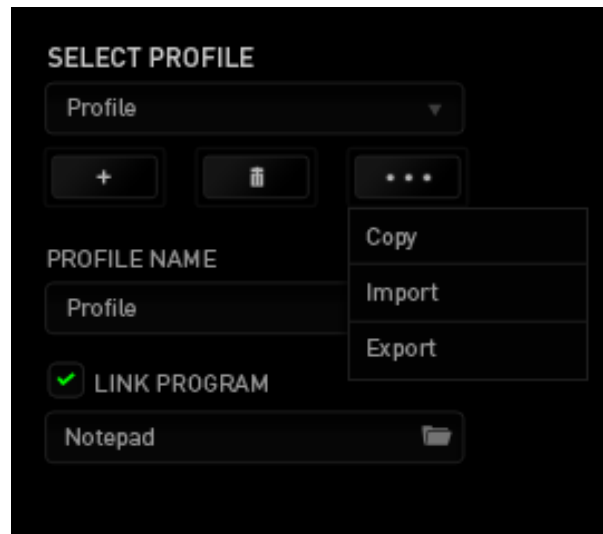 SELECT PROFILE
Profile
+
•••
Copy
PROFILE NAME
Import
Profile
Export
LINK PROGRAM
Notepad